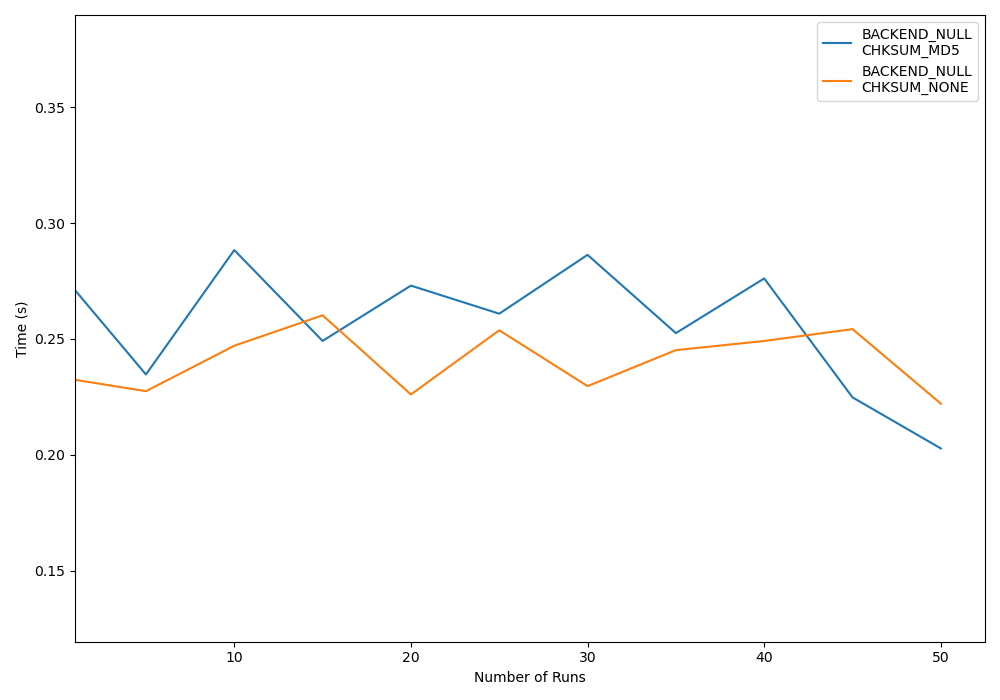 BACKEND_NULL
CHKSUM_MD5
BACKEND_NULL
CHKSUM_NONE
0.35
0.30
0.25
0.20
0.15
Time (s)
10 20 30 40 50
Number of Runs